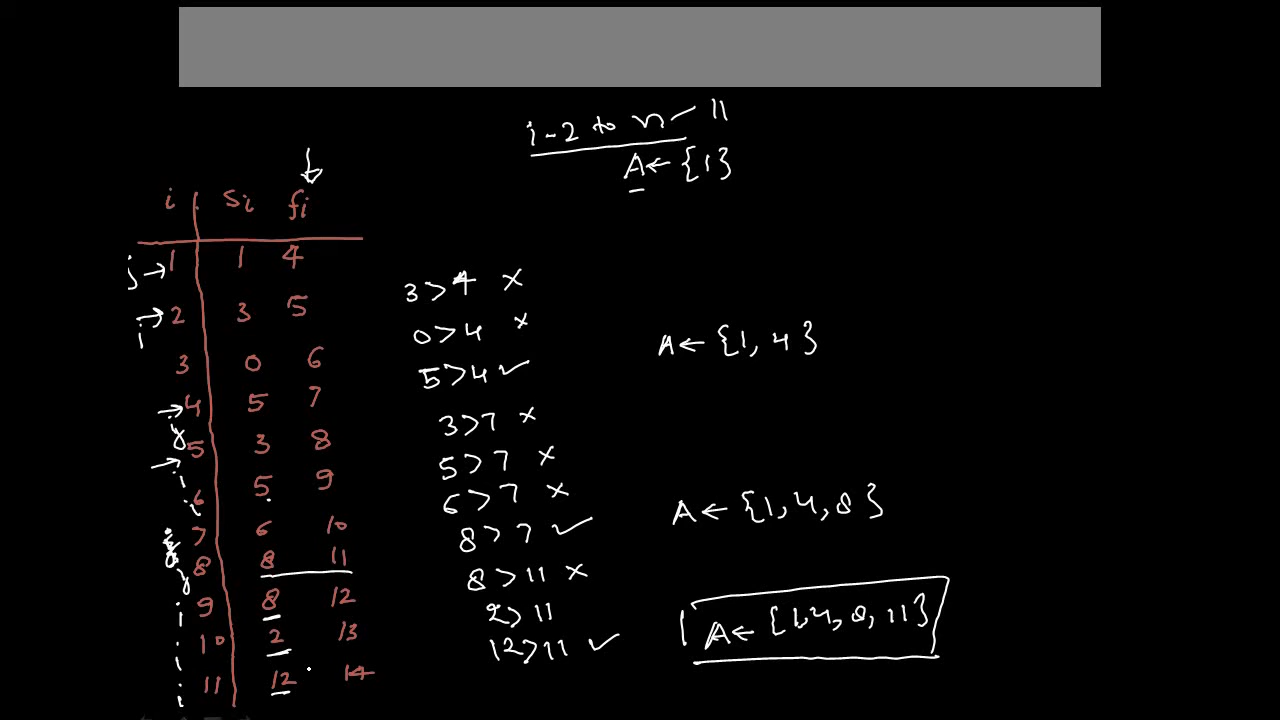 i-2 to n - 11
A ← {1}
i si fi
j → 1 1 4
3 > 4 ×
i → 2 3 5
0 > 4 ×
A ← {1, 4}
3 0 6
5 > 4 ✓
→ 4 5 7
3 > 7 ×
→ 5 3 8
i
5 > 7 ×
i 6 5 9
6 > 7 ×
A ← {1, 4, 8}
7 6 10
8 > 7 ✓
8 8 11
8 > 11 ×
i 9 8 12
2 > 11
A ← {1,4, 8, 11}
i 10 2 13
12 > 11 ✓
i 11 12 14